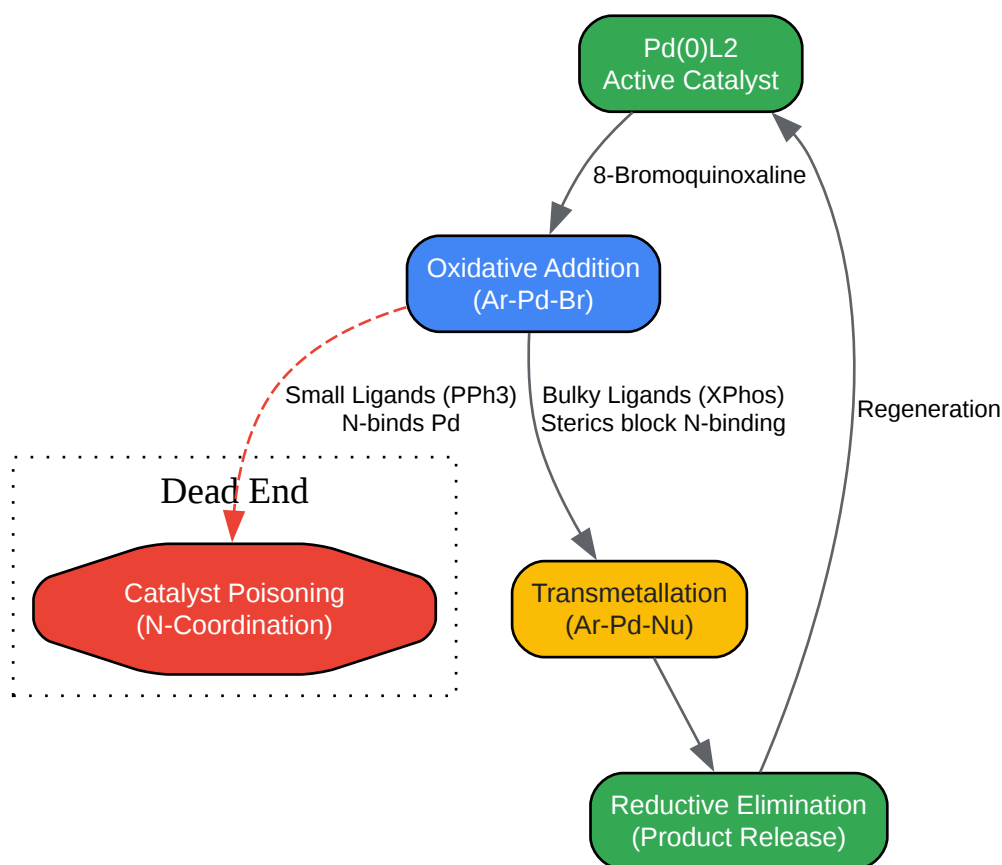 Pd(0)L2
Active Catalyst
8-Bromoquinoxaline
Oxidative Addition
(Ar-Pd-Br)
Small Ligands (PPh3)
N-binds Pd
Bulky Ligands (XPhos)
Sterics block N-binding
Regeneration
Dead End
Catalyst Poisoning
(N-Coordination)
Transmetallation
(Ar-Pd-Nu)
Reductive Elimination
(Product Release)